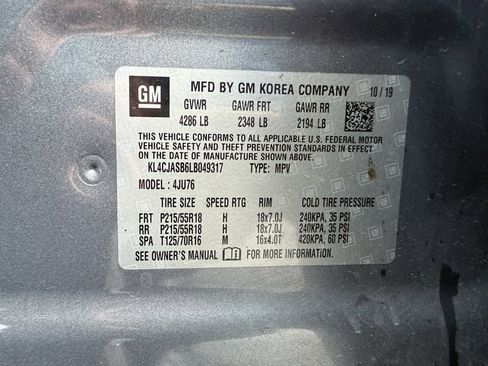 GM
MFD BY GM KOREA COMPANY 10/19
GVWR GAWR FRT GAWR RR
4286 LB 2348 LB 2194 LB
THIS VEHICLE CONFORMS TO ALL APPLICABLE U.S. FEDERAL MOTOR
VEHICLE SAFETY AND THEFT PREVENTION STANDARDS IN EFFECT
ON THE DATE OF MANUFACTURE SHOWN ABOVE.
KL4CJASB6LB049317 TYPE: MPV
MODEL: 4JU76
TIRE SIZE SPEED RTG RIM COLD TIRE PRESSURE
FRT P215/55R18 H 18x7.0J 240KPA, 35 PSI
RR P215/55R18 H 18x7.0J 240KPA, 35 PSI
SPA T125/70R16 M 16x4.0T 420KPA, 60 PSI
SEE OWNER'S MANUAL FOR MORE INFORMATION.